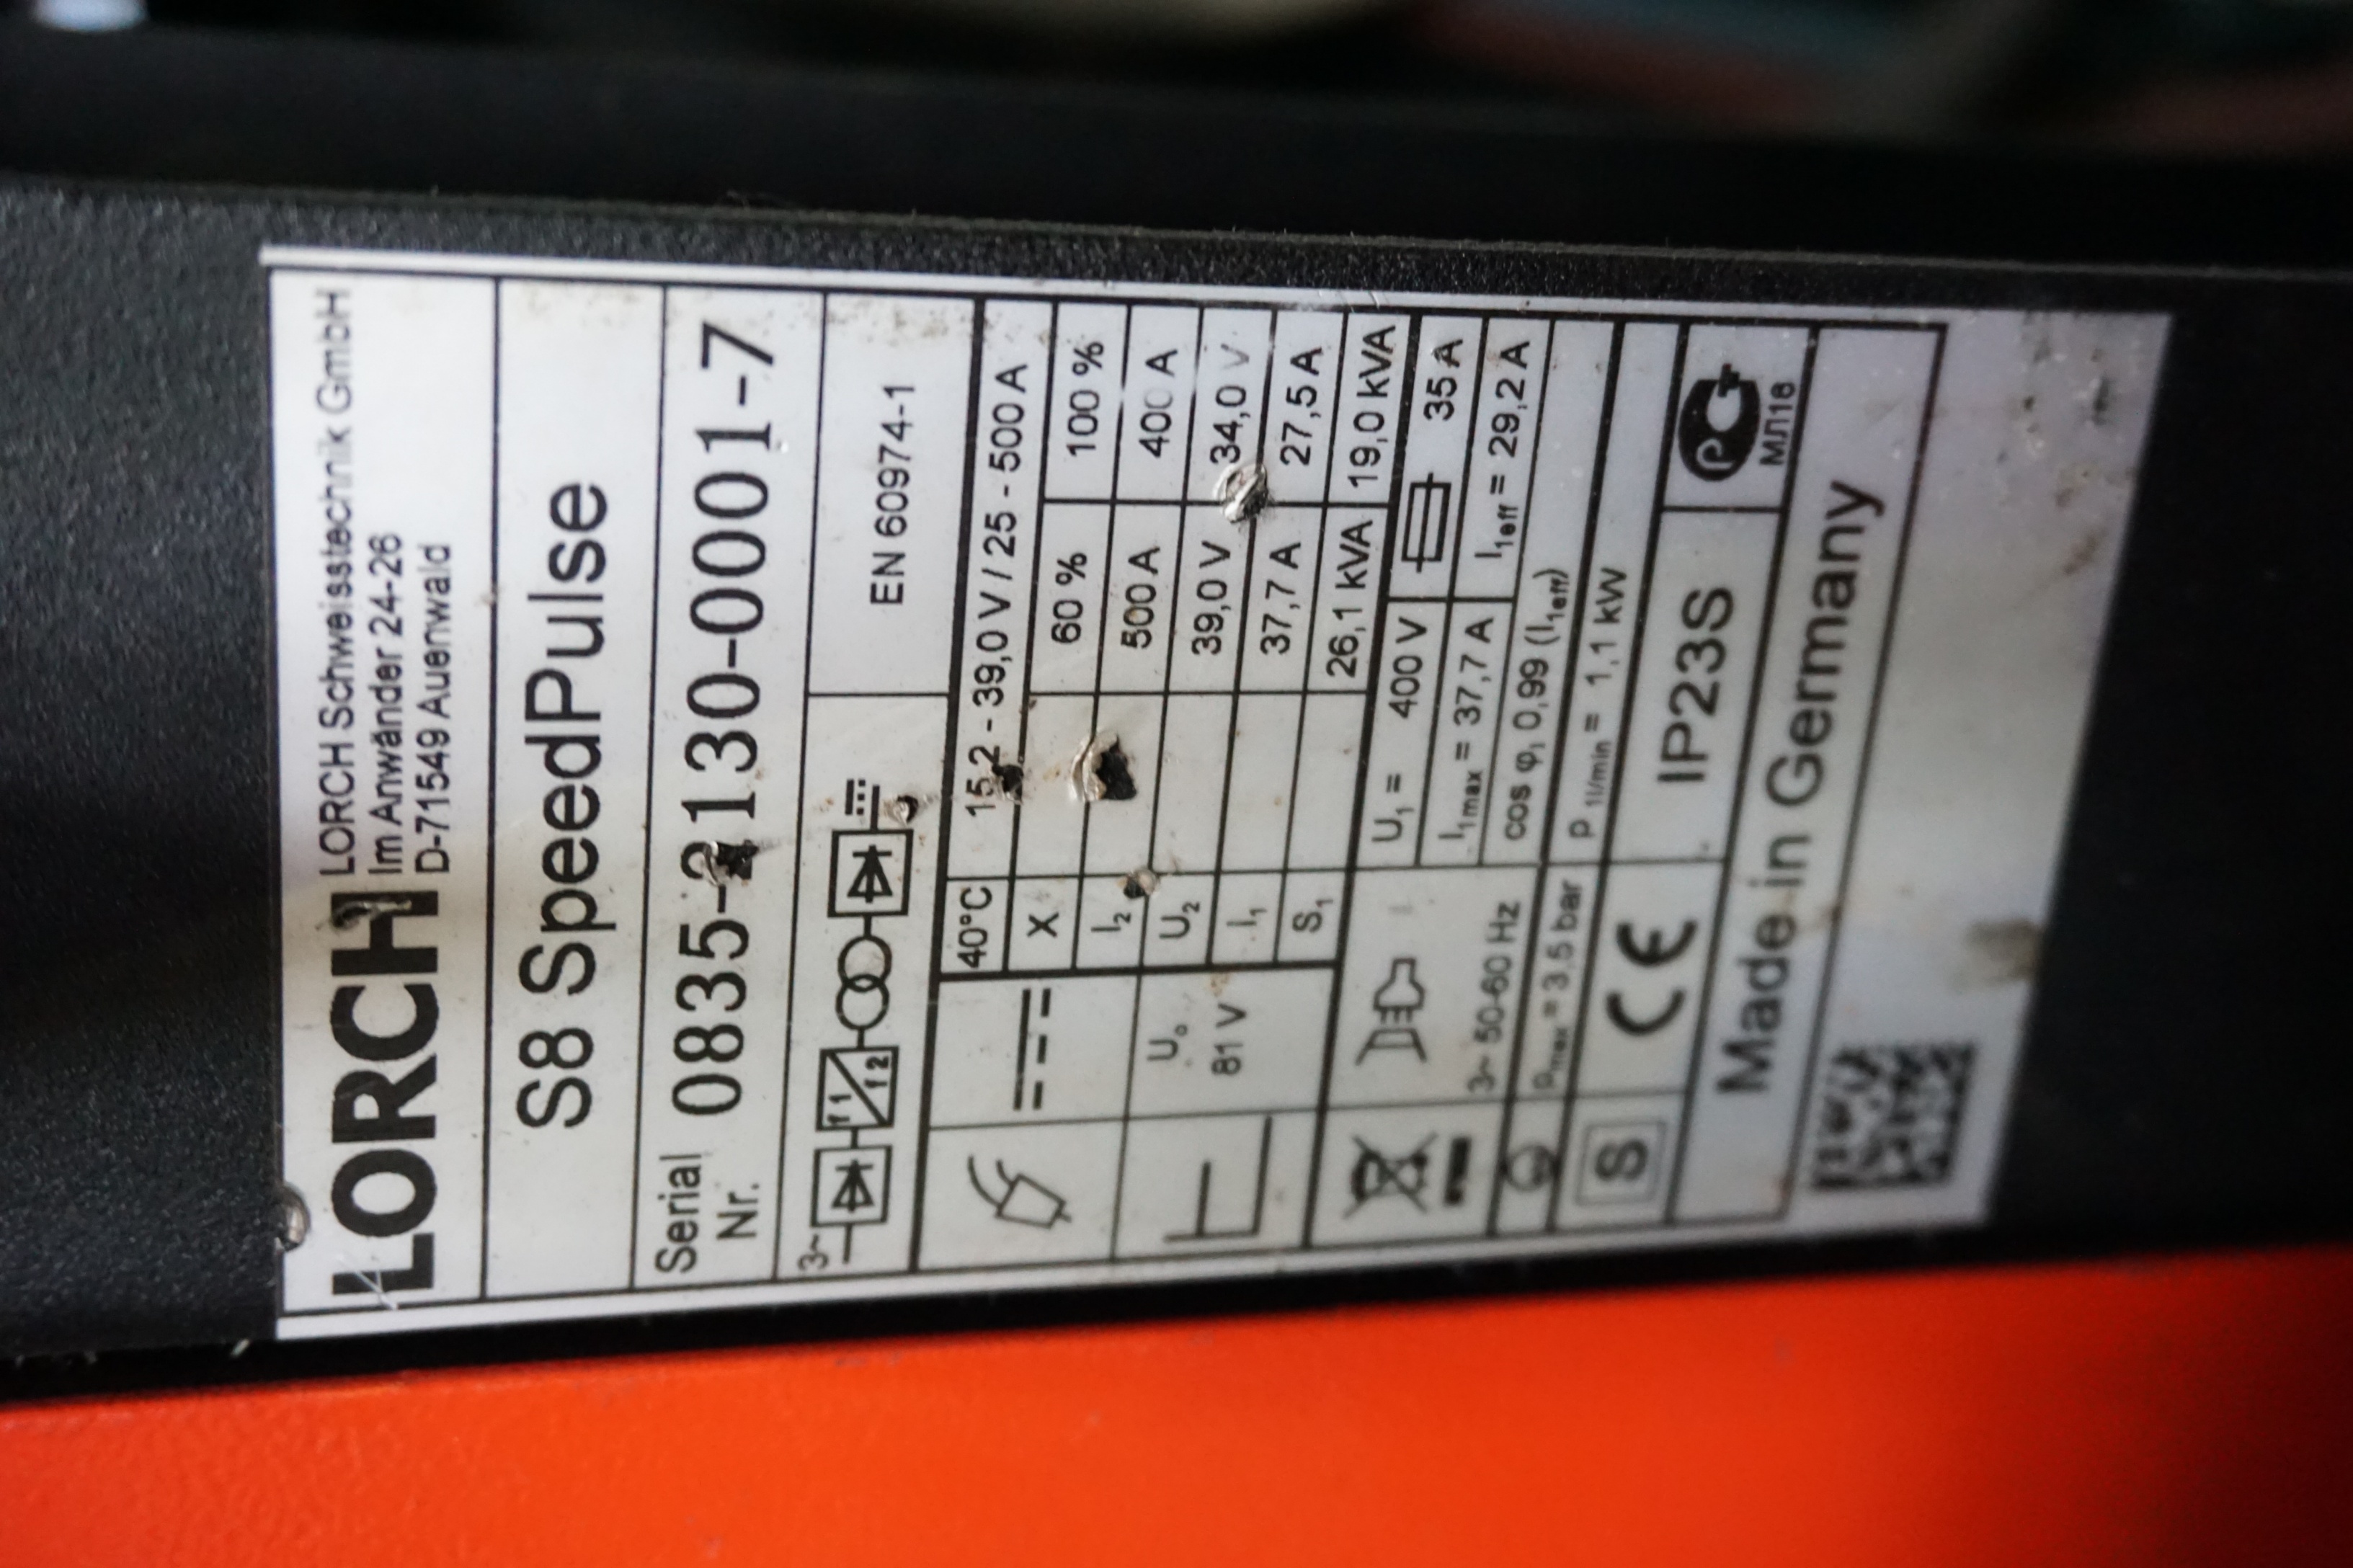 LORCH
LORCH Schweisstechnik GmbH
Im Anwänder 24-26
D-71549 Auenwald
S8 SpeedPulse
Serial Nr. 0835-2130-0001-7
3~ f1 f2
EN 60974-1
40°C 15,2 - 39,0 V / 25 - 500 A
X 60 % 100 %
I2 500 A 400 A
U0 81 V
U2 39,0 V 34,0 V
I1 37,7 A 27,5 A
S1 26,1 kVA 19,0 kVA
U1 = 400 V 35 A
3~ 50-60 Hz
I1max = 37,7 A I1eff = 29,2 A
cos φ1 0,99 (I1eff)
Pmax = 3,5 bar P 1l/min = 1,1 kW
S CE IP23S РСТ
МЛ18
Made in Germany